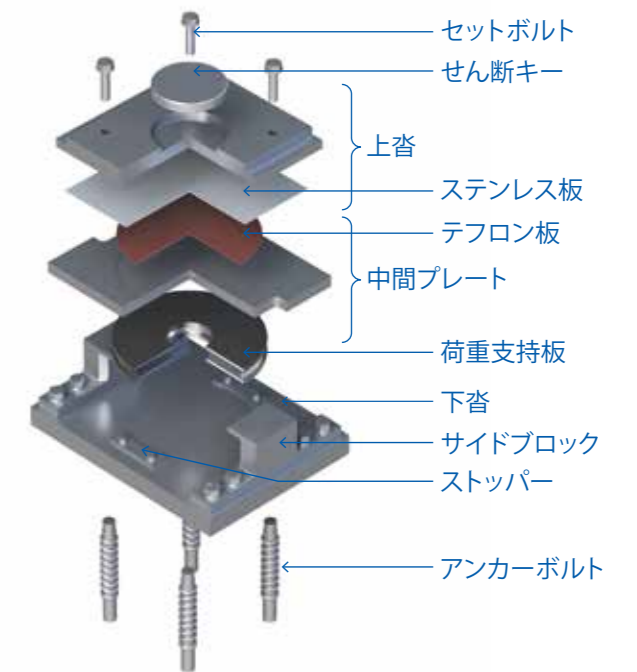 セットボルト
せん断キー
上沓
ステンレス板
テフロン板
中間プレート
荷重支持板
下沓
サイドブロック
ストッパー
アンカーボルト